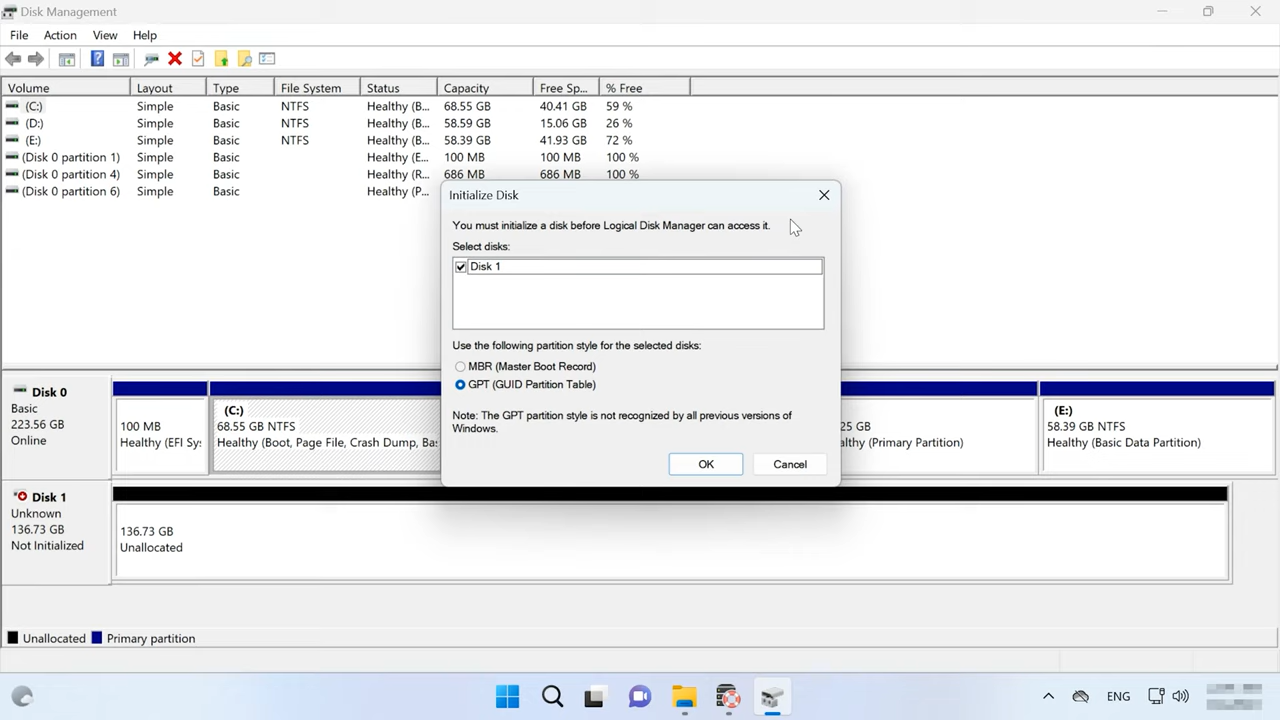 Disk Management
File Action View Help
Volume Layout Type File System Status Capacity Free Sp... % Free
(C:) Simple Basic NTFS Healthy (B... 68.55 GB 40.41 GB 59 %
(D:) Simple Basic NTFS Healthy (B... 58.59 GB 15.06 GB 26 %
(E:) Simple Basic NTFS Healthy (B... 58.39 GB 41.93 GB 72 %
(Disk 0 partition 1) Simple Basic Healthy (E... 100 MB 100 MB 100 %
(Disk 0 partition 4) Simple Basic Healthy (R... 686 MB 686 MB 100 %
(Disk 0 partition 6) Simple Basic Healthy (P...
Initialize Disk
You must initialize a disk before Logical Disk Manager can access it.
Select disks:
Disk 1
Use the following partition style for the selected disks:
MBR (Master Boot Record)
GPT (GUID Partition Table)
Note: The GPT partition style is not recognized by all previous versions of
Windows.
OK Cancel
Disk 0
Basic
223.56 GB
Online
100 MB
Healthy (EFI Sy:
(C:)
68.55 GB NTFS
Healthy (Boot, Page File, Crash Dump, Ba:
25 GB
althy (Primary Partition)
(E:)
58.39 GB NTFS
Healthy (Basic Data Partition)
Disk 1
Unknown
136.73 GB
Not Initialized
136.73 GB
Unallocated
Unallocated Primary partition
ENG